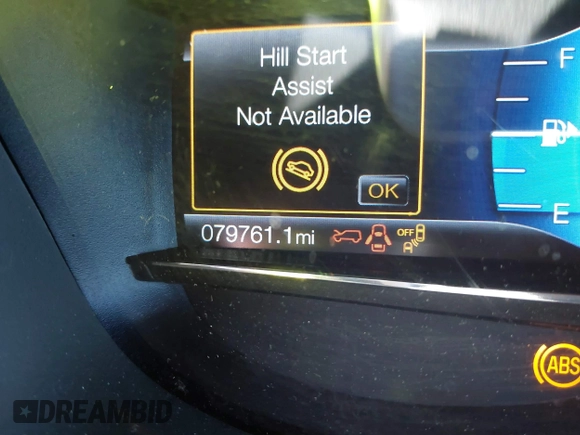 Hill Start
Assist
Not Available
OK
F
E
079761.1mi
OFF
A
ABS
DREAMBID